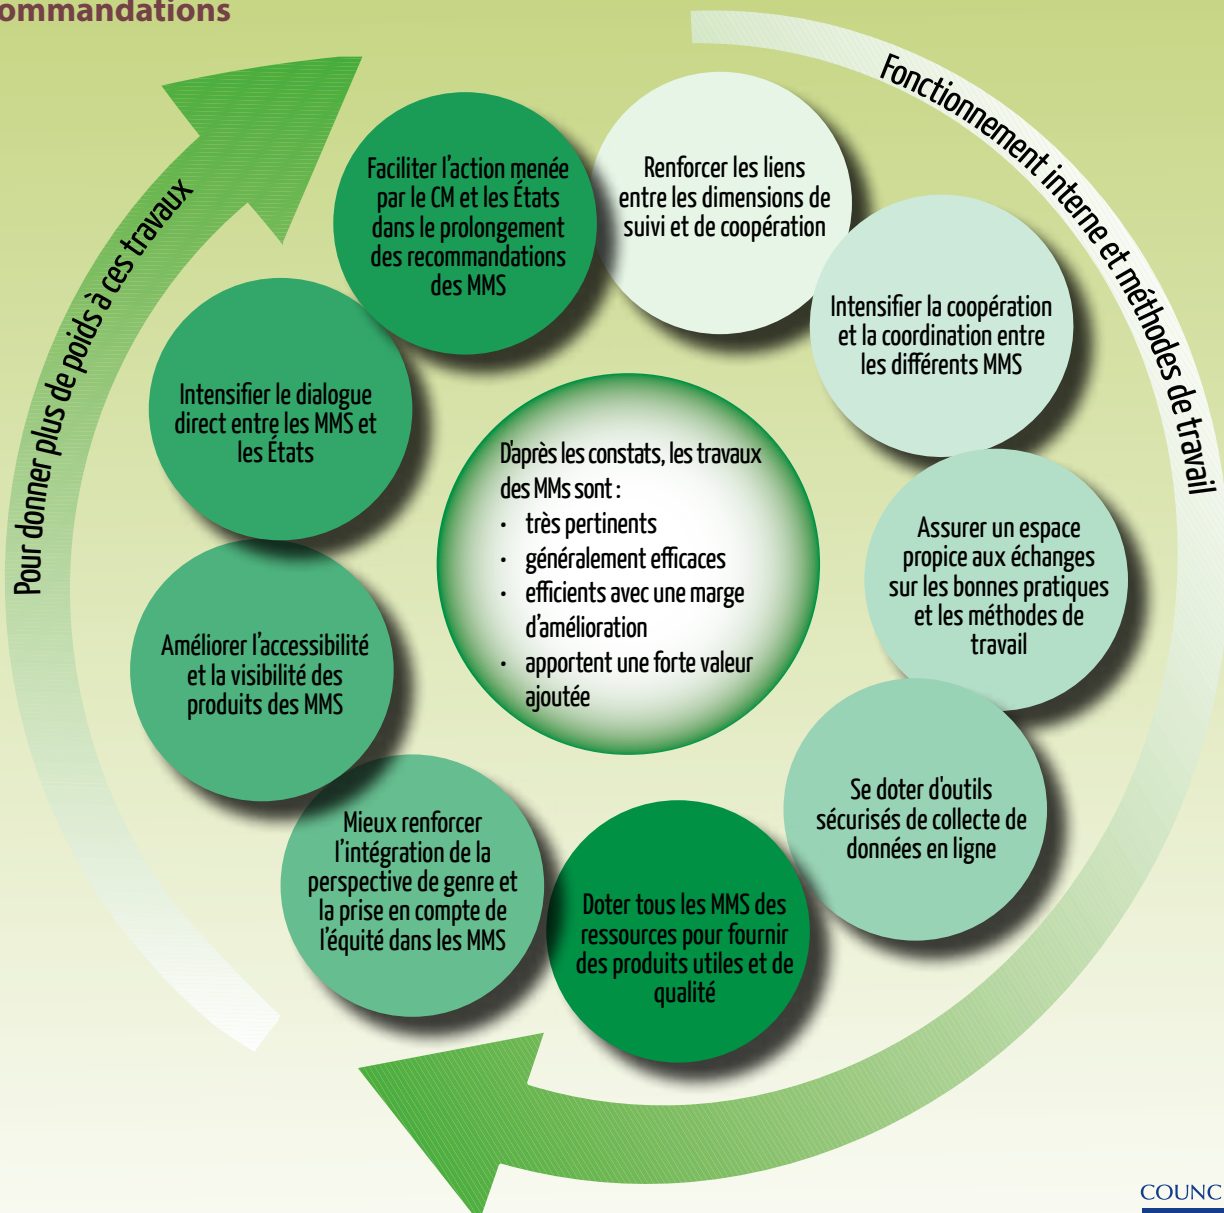 ommandations
Fonctionnement interne et méthodes de travail
Pour donner plus de poids à ces travaux
Faciliter l'action menée
par le CM et les États
dans le prolongement
des recommandations
des MMS
Renforcer les liens
entre les dimensions de
suivi et de coopération
Intensifier la coopération
et la coordination entre
les différents MMS
Assurer un espace
propice aux échanges
sur les bonnes pratiques
et les méthodes de
travail
Se doter d'outils
sécurisés de collecte de
données en ligne
Doter tous les MMS des
ressources pour fournir
des produits utiles et de
qualité
Mieux renforcer
l'intégration de la
perspective de genre et
la prise en compte de
l'équité dans les MMS
Améliorer l'accessibilité
et la visibilité des
produits des MMS
Intensifier le dialogue
direct entre les MMS et
les États
D'après les constats, les travaux
des MMs sont :
• très pertinents
• généralement efficaces
• efficients avec une marge
d'amélioration
• apportent une forte valeur
ajoutée
COUNC